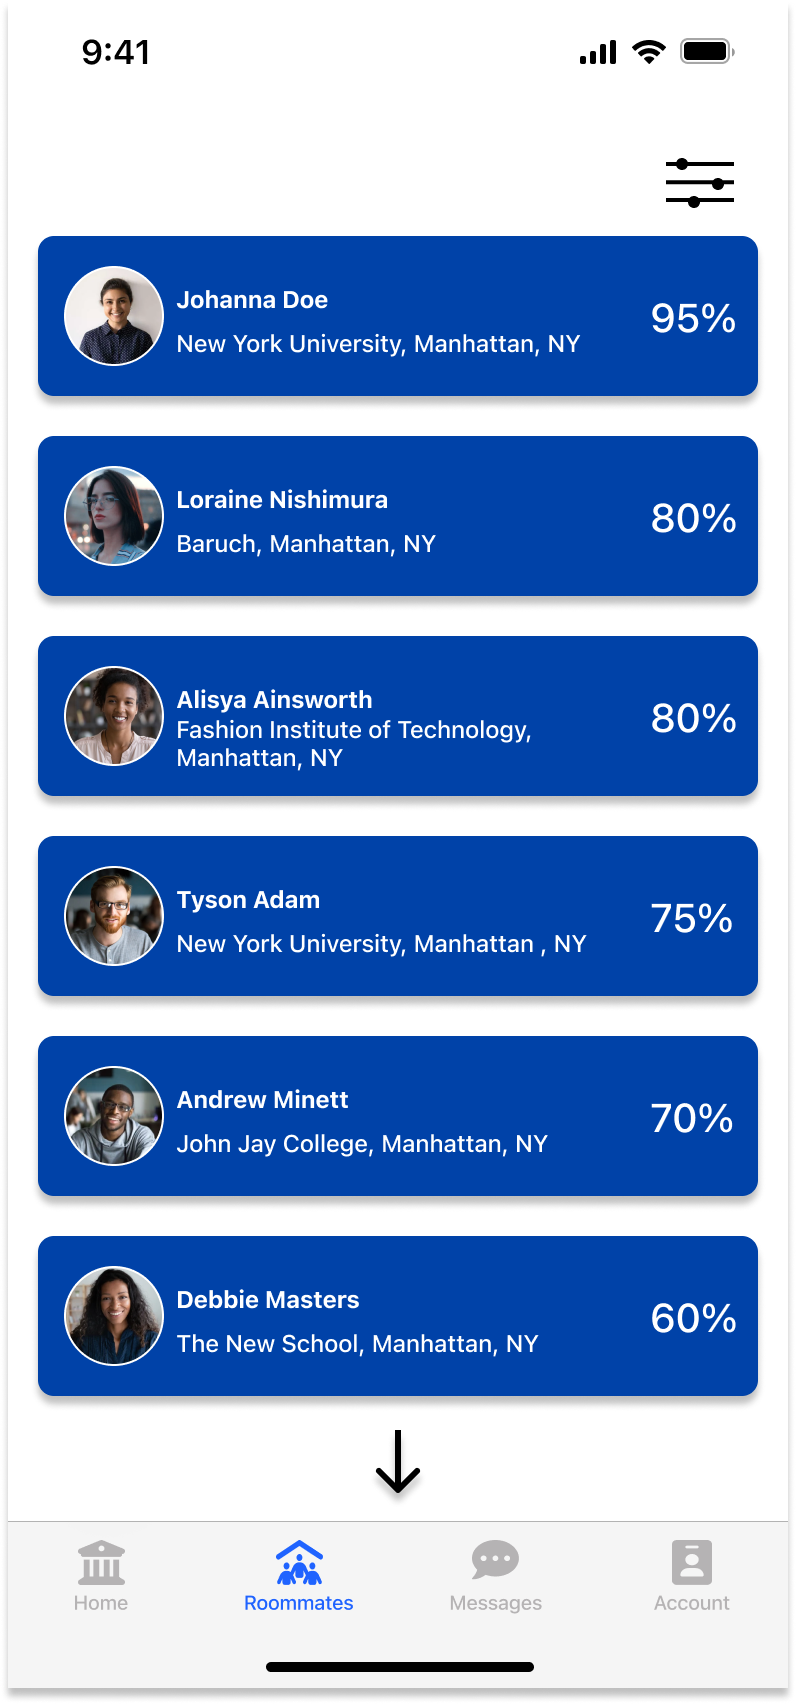 9:41
Johanna Doe
New York University, Manhattan, NY
95%
Loraine Nishimura
Baruch, Manhattan, NY
80%
Alisya Ainsworth
Fashion Institute of Technology,
Manhattan, NY
80%
Tyson Adam
New York University, Manhattan , NY
75%
Andrew Minett
John Jay College, Manhattan, NY
70%
Debbie Masters
The New School, Manhattan, NY
60%
Home
Roommates
Messages
Account